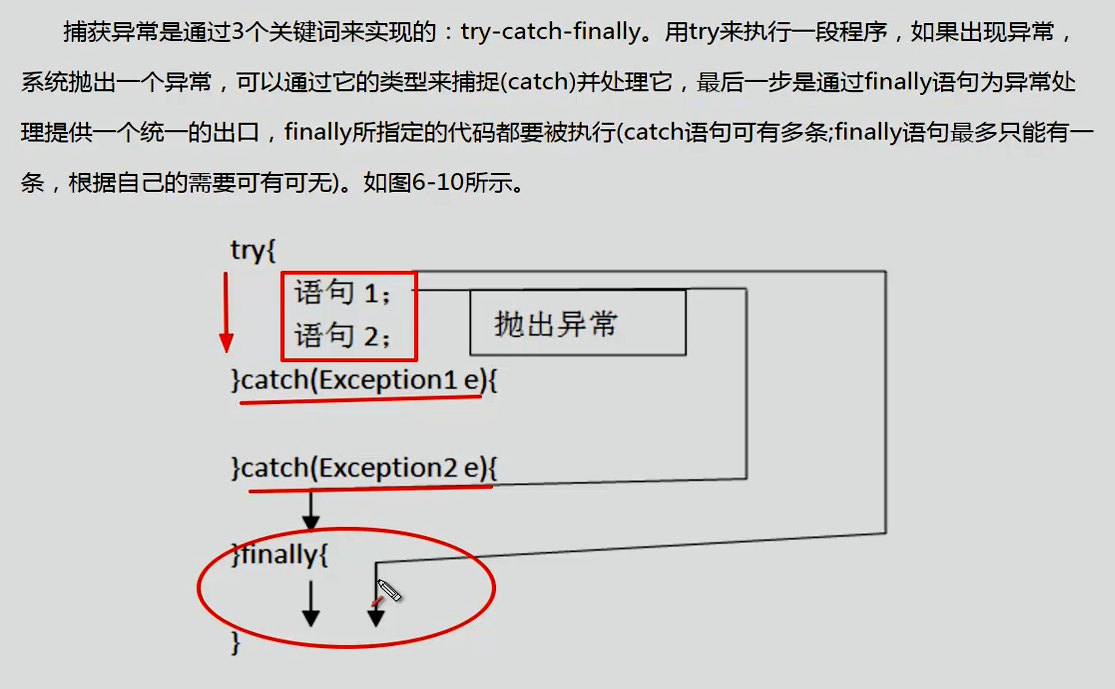 捕获异常是通过3个关键词来实现的：try-catch-finally。用try来执行一段程序，如果出现异常，
系统抛出一个异常，可以通过它的类型来捕捉(catch)并处理它，最后一步是通过finally语句为异常处
理提供一个统一的出口，finally所指定的代码都要被执行(catch语句可有多条;finally语句最多只能有一
条，根据自己的需要可有可无)。如图6-10所示。
try{
语句 1；
抛出异常
语句 2；
}catch(Exception1 e){
}catch(Exception2 e){
}finally{
}